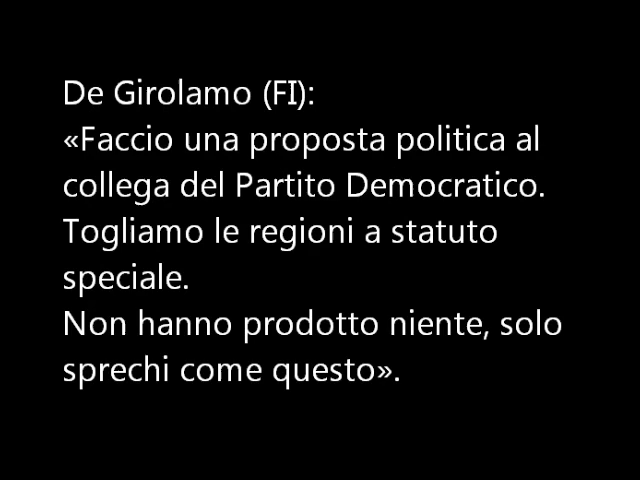 De Girolamo (FI):
«Faccio una proposta politica al
collega del Partito Democratico.
Togliamo le regioni a statuto
speciale.
Non hanno prodotto niente, solo
sprechi come questo».